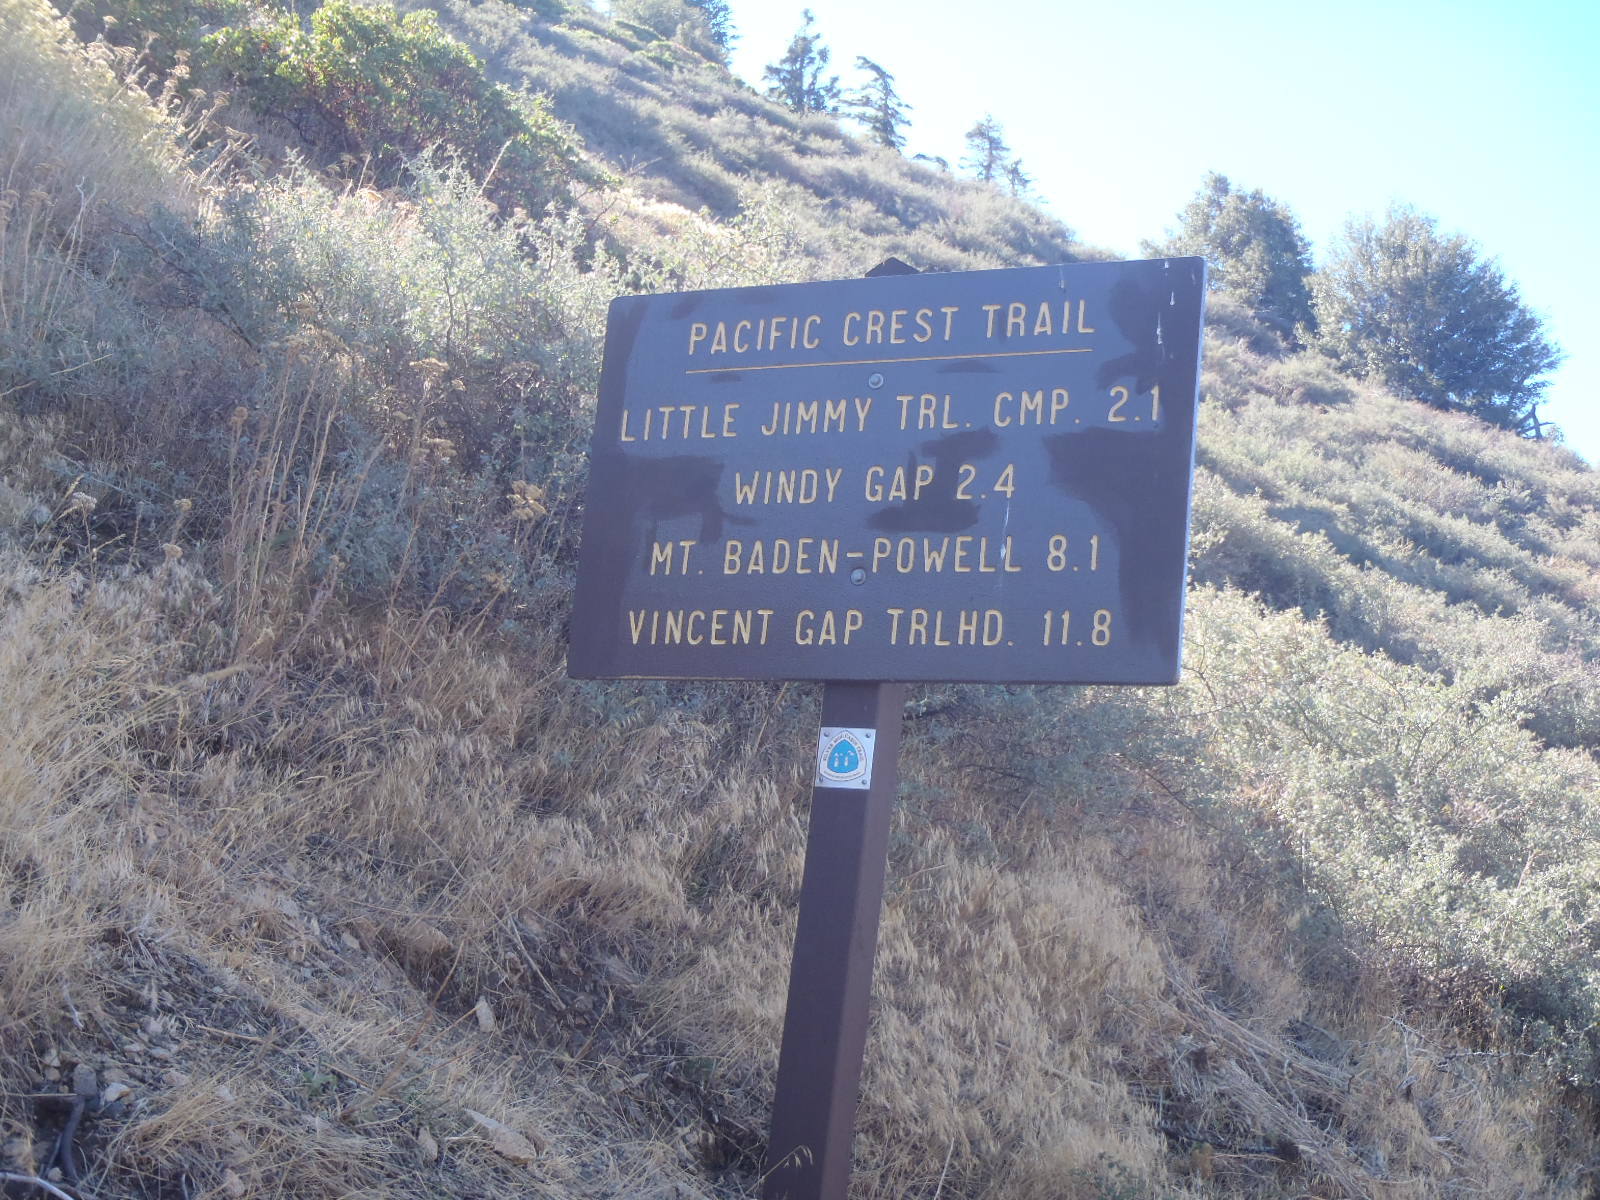 PACIFIC CREST TRAIL
LITTLE JIMMY TRL. CMP. 2.1
WINDY GAP 2.4
MT. BADEN-POWELL 8.1
VINCENT GAP TRLHD. 11.8